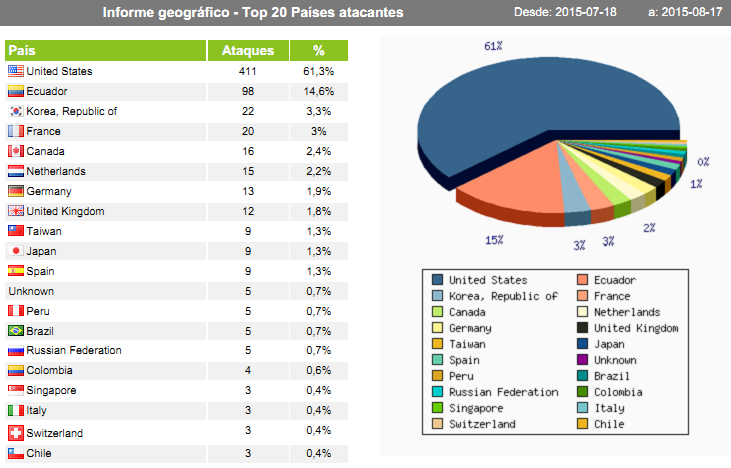 Informe geográfico - Top 20 Países atacantes Desde: 2015-07-18 a: 2015-08-17
País Ataques %
United States 411 61,3%
Ecuador 98 14,6%
Korea, Republic of 22 3,3%
France 20 3%
Canada 16 2,4%
Netherlands 15 2,2%
Germany 13 1,9%
United Kingdom 12 1,8%
Taiwan 9 1,3%
Japan 9 1,3%
Spain 9 1,3%
Unknown 5 0,7%
Peru 5 0,7%
Brazil 5 0,7%
Russian Federation 5 0,7%
Colombia 4 0,6%
Singapore 3 0,4%
Italy 3 0,4%
Switzerland 3 0,4%
Chile 3 0,4%
61%
0%
1%
2%
3%
3%
15%
United States Ecuador
Korea, Republic of France
Canada Netherlands
Germany United Kingdom
Taiwan Japan
Spain Unknown
Peru Brazil
Russian Federation Colombia
Singapore Italy
Switzerland Chile